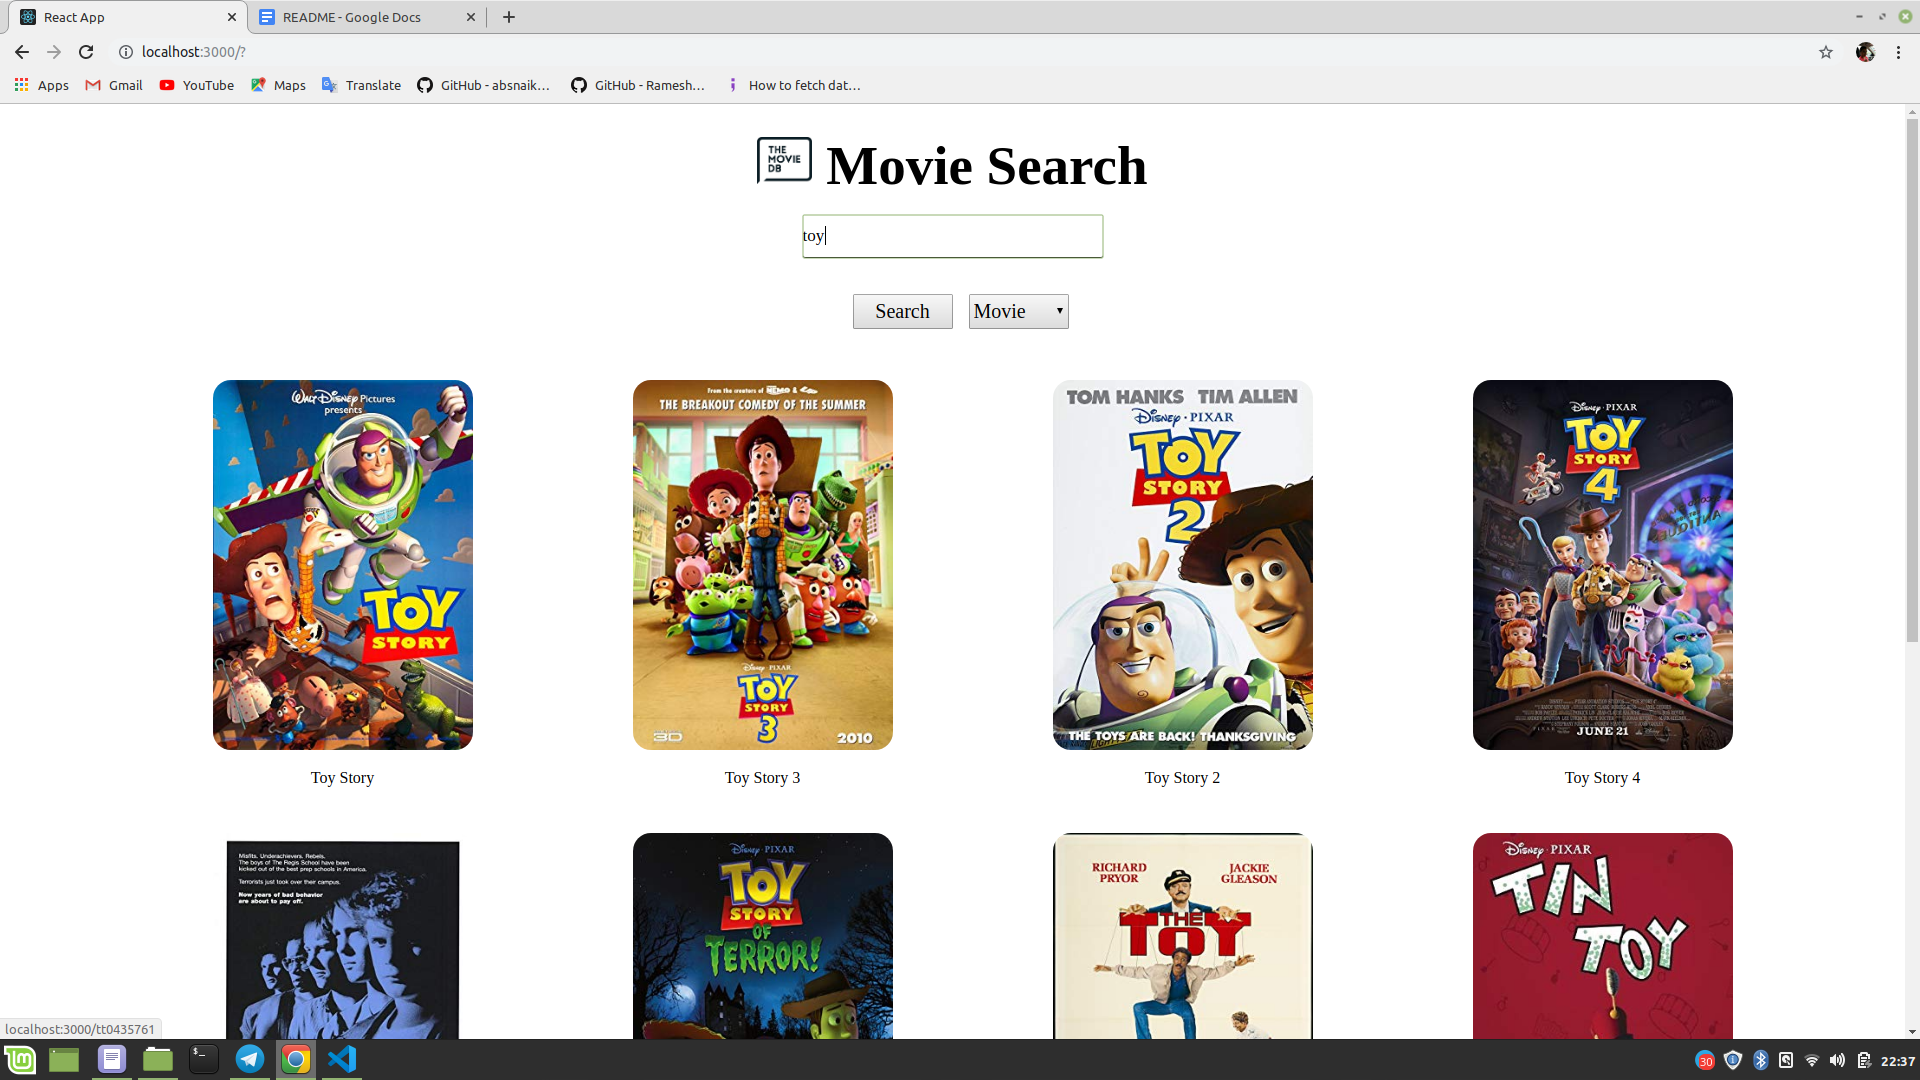 React App
README - Google Docs
localhost:3000/?
Apps
Gmail
YouTube
Maps
Translate
GitHub - absnaik...
GitHub - Ramesh...
How to fetch dat...
THE
MOVIE
DB
Movie Search
toy
Search
Movie
WALT DISNEY Pictures
presents
TOY
STORY
Toy Story
From the creators of NEMO &
THE BREAKOUT COMEDY OF THE SUMMER
DISNEY · PIXAR
TOY
STORY
3
3D
2010
Toy Story 3
TOM HANKS TIM ALLEN
DISNEY · PIXAR
TOY
STORY
2
THE TOYS ARE BACK! THANKSGIVING
Toy Story 2
DISNEY · PIXAR
TOY
STORY
4
ANTIQUES
JUNE 21
Toy Story 4
Misfits. Underachievers. Rebels.
The boys of The Regis School have been
kicked out of the best prep schools in America.
Terrorists just took over their campus.
Now years of bad behavior
are about to pay off.
DISNEY · PIXAR
TOY
STORY
OF
TERROR!
RICHARD
PRYOR
JACKIE
GLEASON
THE
TOY
DISNEY · PIXAR
TIN
TOY
localhost:3000/tt0435761
30
22:37